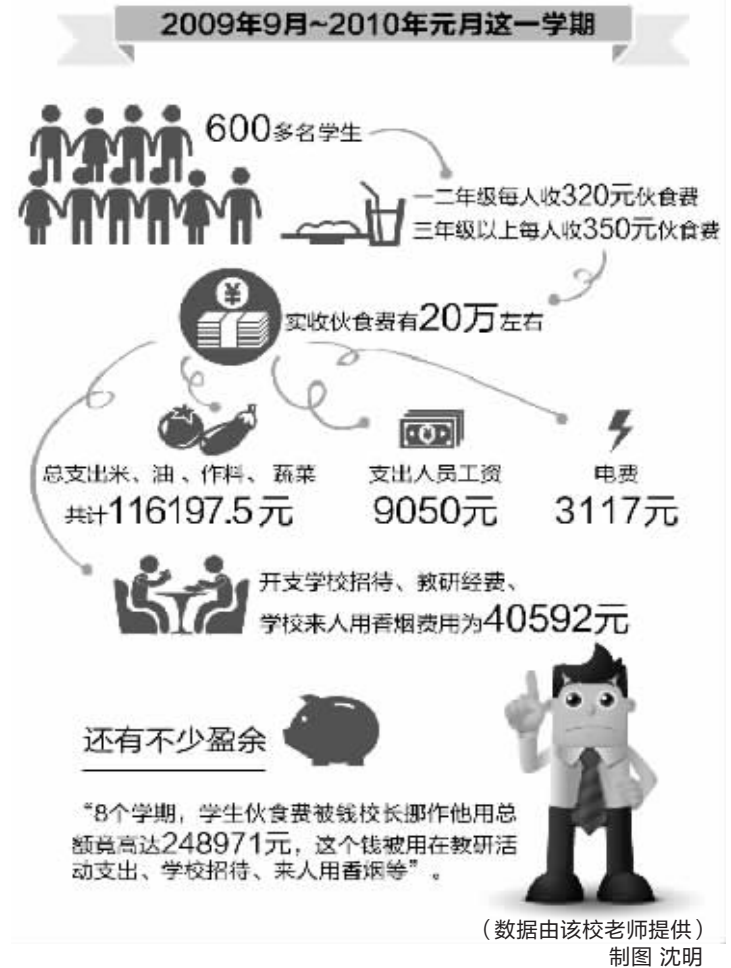 2009年9月~2010年元月这一学期
600多名学生
一二年级每人收320元伙食费
三年级以上每人收350元伙食费
¥
实收伙食费有20万左右
总支出米、油、作料、蔬菜
共计116197.5元
¥
支出人员工资
9050元
电费
3117元
开支学校招待、教研经费、
学校来人用香烟费用为40592元
还有不少盈余
“8个学期，学生伙食费被钱校长挪作他用总
额竟高达248971元，这个钱被用在教研活
动支出、学校招待、来人用香烟等”。
（数据由该校老师提供）
制图 沈明